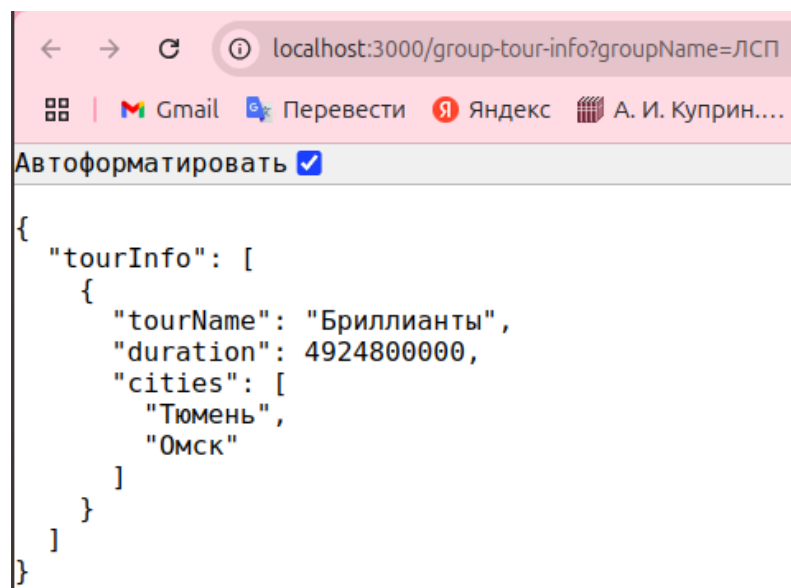 localhost:3000/group-tour-info?groupName=ЛСП
Gmail Перевести Яндекс А. И. Куприн....
Автоформатировать
{
  "tourInfo": [
    {
      "tourName": "Бриллианты",
      "duration": 4924800000,
      "cities": [
        "Тюмень",
        "Омск"
      ]
    }
  ]
}